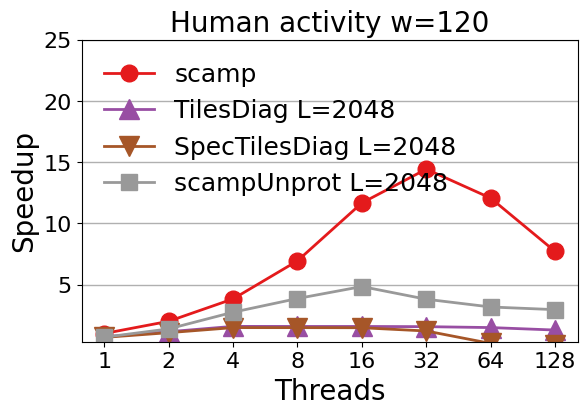 Human activity w=120
25
20
15
10
5
Speedup
scamp
TilesDiag L=2048
SpecTilesDiag L=2048
scampUnprot L=2048
1 2 4 8 16 32 64 128
Threads